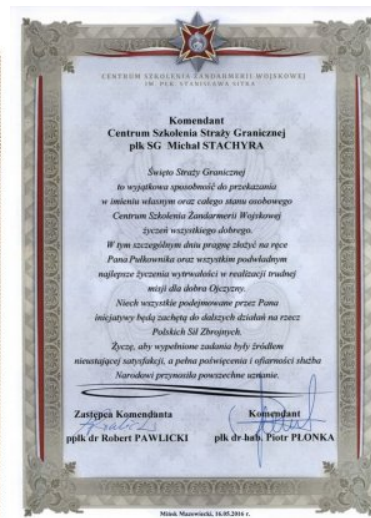 CENTRUM SZKOLENIA ŻANDARMERII WOJSKOWEJ
IM. PŁK. STANISŁAWA SITKA
Komendant
Centrum Szkolenia Straży Granicznej
płk SG Michał STACHYRA
Święto Straży Granicznej
to wyjątkowa sposobność do przekazania
w imieniu własnym oraz całego stanu osobowego
Centrum Szkolenia Żandarmerii Wojskowej
życzeń wszystkiego dobrego.
W tym szczególnym dniu pragnę złożyć na ręce
Pana Pułkownika oraz wszystkim podwładnym
najlepsze życzenia wytrwałości w realizacji trudnej
misji dla dobra Ojczyzny.
Niech wszystkie podejmowane przez Pana
inicjatywy będą zachętą do dalszych działań na rzecz
Polskich Sił Zbrojnych.
Życzę, aby wypełnione zadania były źródłem
nieustającej satysfakcji, a pełna poświęcenia i ofiarności służba
Narodowi przynosiła powszechne uznanie.
Zastępca Komendanta Komendant
ppłk dr Robert PAWLICKI płk dr hab. Piotr PŁONKA
Mińsk Mazowiecki, 16.05.2016 r.